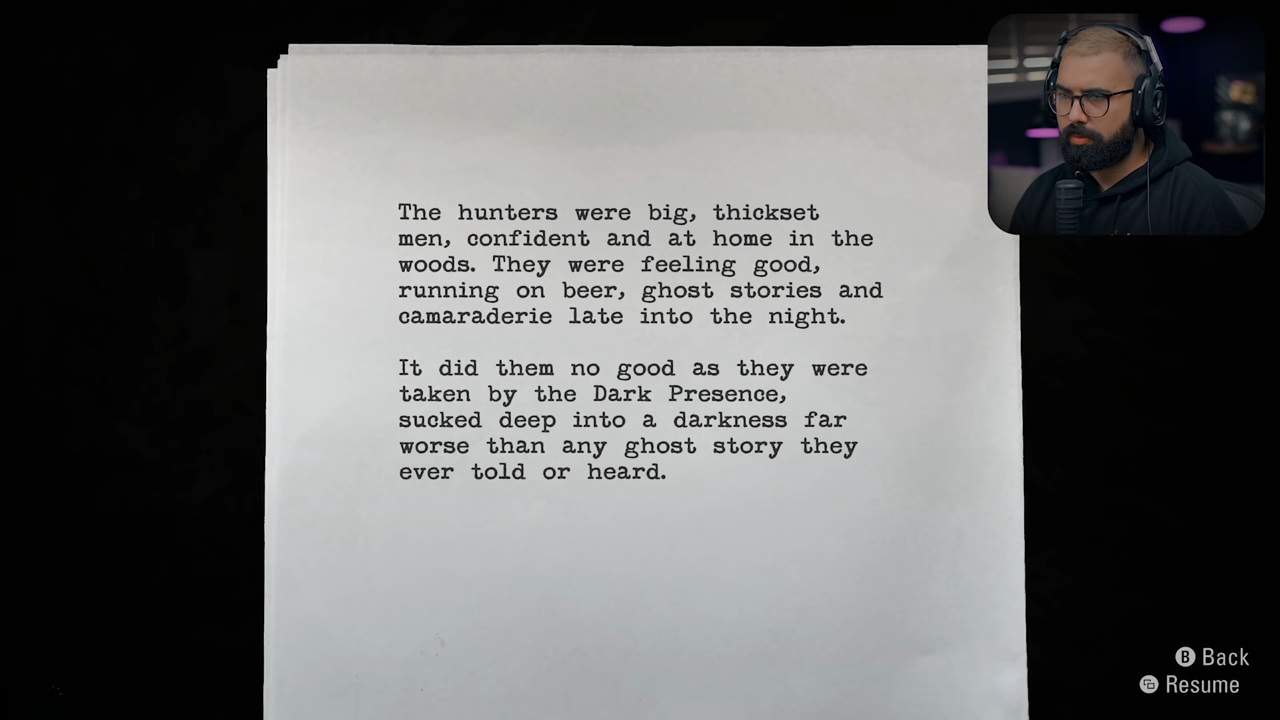 The hunters were big, thickset
men, confident and at home in the
woods. They were feeling good,
running on beer, ghost stories and
camaraderie late into the night.
It did them no good as they were
taken by the Dark Presence,
sucked deep into a darkness far
worse than any ghost story they
ever told or heard.
B Back
Resume